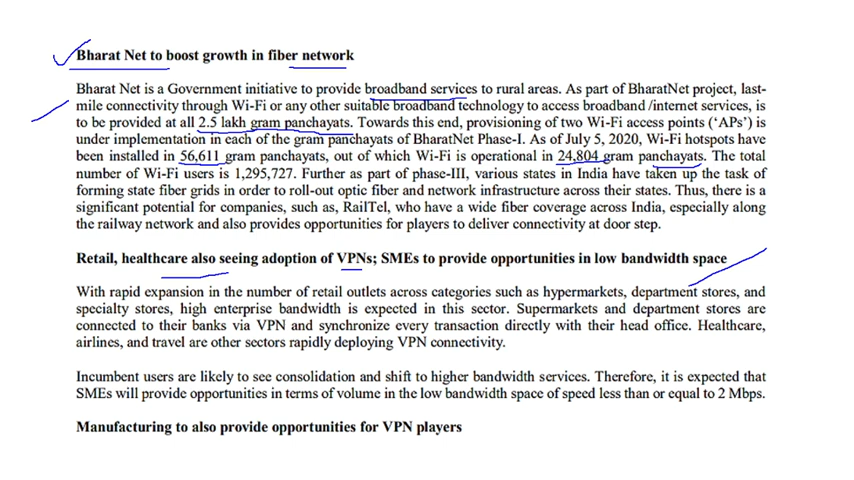 Bharat Net to boost growth in fiber network
Bharat Net is a Government initiative to provide broadband services to rural areas. As part of BharatNet project, last-
mile connectivity through Wi-Fi or any other suitable broadband technology to access broadband /internet services, is
to be provided at all 2.5 lakh gram panchayats. Towards this end, provisioning of two Wi-Fi access points (‘APs’) is
under implementation in each of the gram panchayats of BharatNet Phase-I. As of July 5, 2020, Wi-Fi hotspots have
been installed in 56,611 gram panchayats, out of which Wi-Fi is operational in 24,804 gram panchayats. The total
number of Wi-Fi users is 1,295,727. Further as part of phase-III, various states in India have taken up the task of
forming state fiber grids in order to roll-out optic fiber and network infrastructure across their states. Thus, there is a
significant potential for companies, such as, RailTel, who have a wide fiber coverage across India, especially along
the railway network and also provides opportunities for players to deliver connectivity at door step.
Retail, healthcare also seeing adoption of VPNs; SMEs to provide opportunities in low bandwidth space
With rapid expansion in the number of retail outlets across categories such as hypermarkets, department stores, and
specialty stores, high enterprise bandwidth is expected in this sector. Supermarkets and department stores are
connected to their banks via VPN and synchronize every transaction directly with their head office. Healthcare,
airlines, and travel are other sectors rapidly deploying VPN connectivity.
Incumbent users are likely to see consolidation and shift to higher bandwidth services. Therefore, it is expected that
SMEs will provide opportunities in terms of volume in the low bandwidth space of speed less than or equal to 2 Mbps.
Manufacturing to also provide opportunities for VPN players